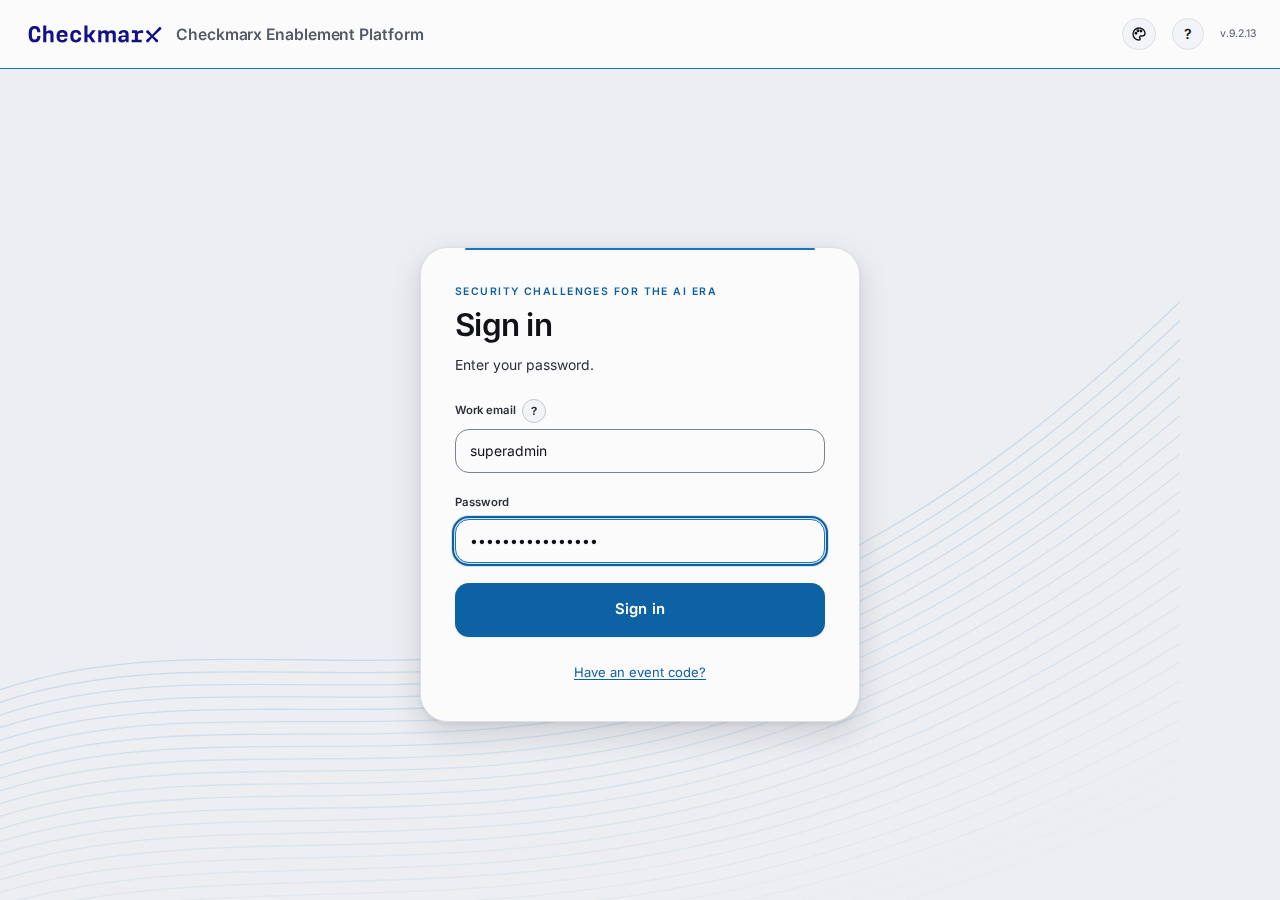 Checkmarx Checkmarx Enablement Platform ? v.9.2.13
SECURITY CHALLENGES FOR THE AI ERA
Sign in
Enter your password.
Work email ?
superadmin
Password
••••••••••••••••
Sign in
Have an event code?